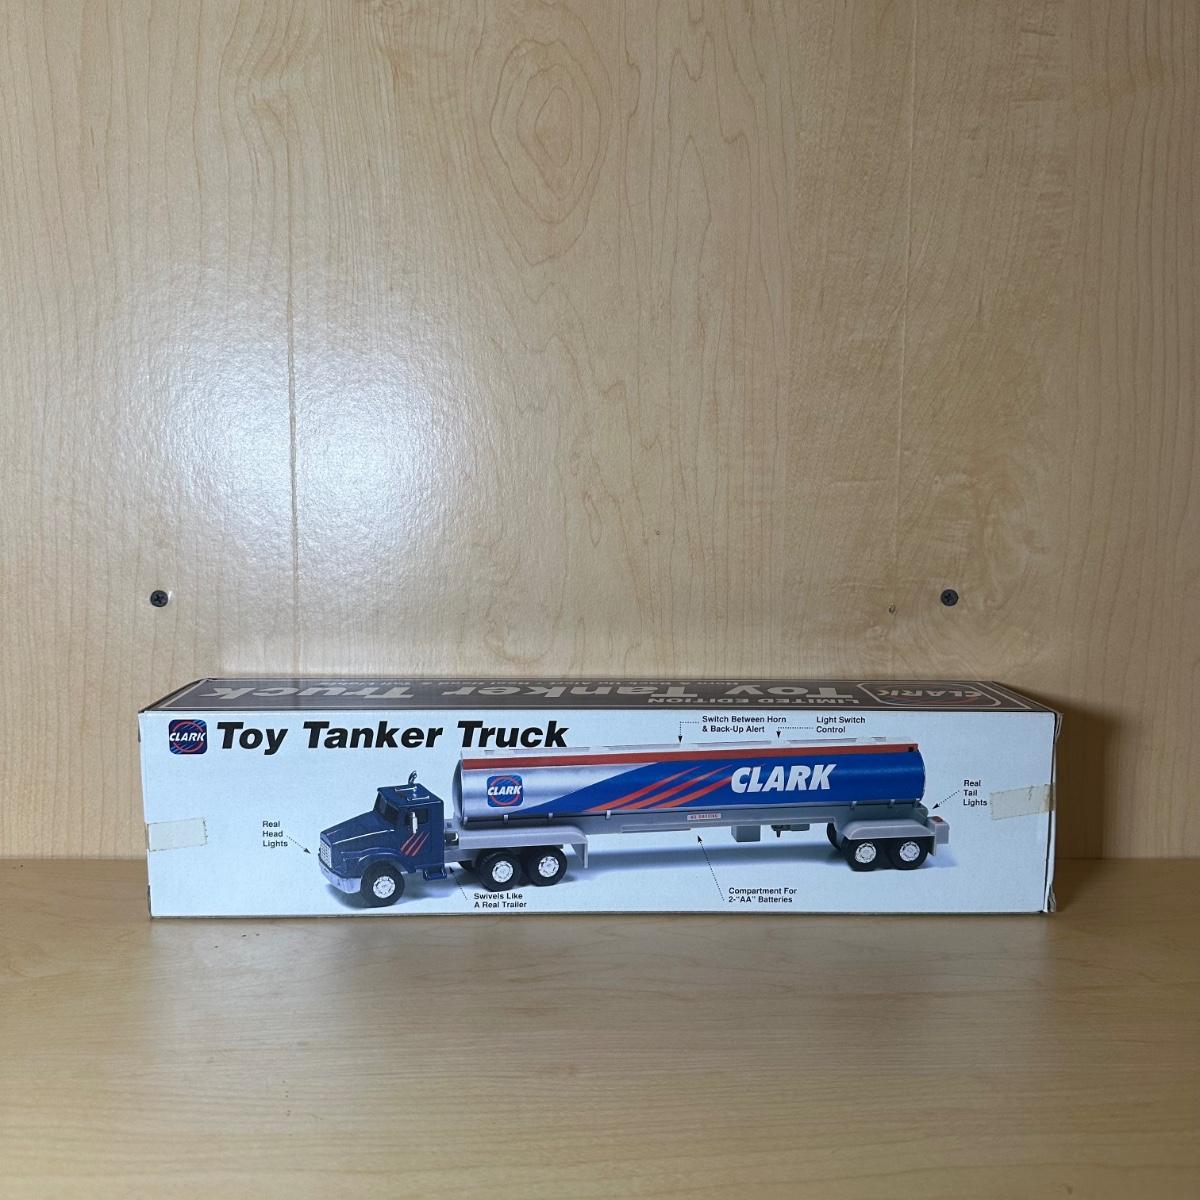 CLARK
Toy Tanker Truck
LIMITED EDITION
CLARK
Toy Tanker Truck
Switch Between Horn
& Back-Up Alert
Light Switch
Control
CLARK
CLARK
Real
Tail
Lights
Real
Head
Lights
Swivels Like
A Real Trailer
Compartment For
2-"AA" Batteries